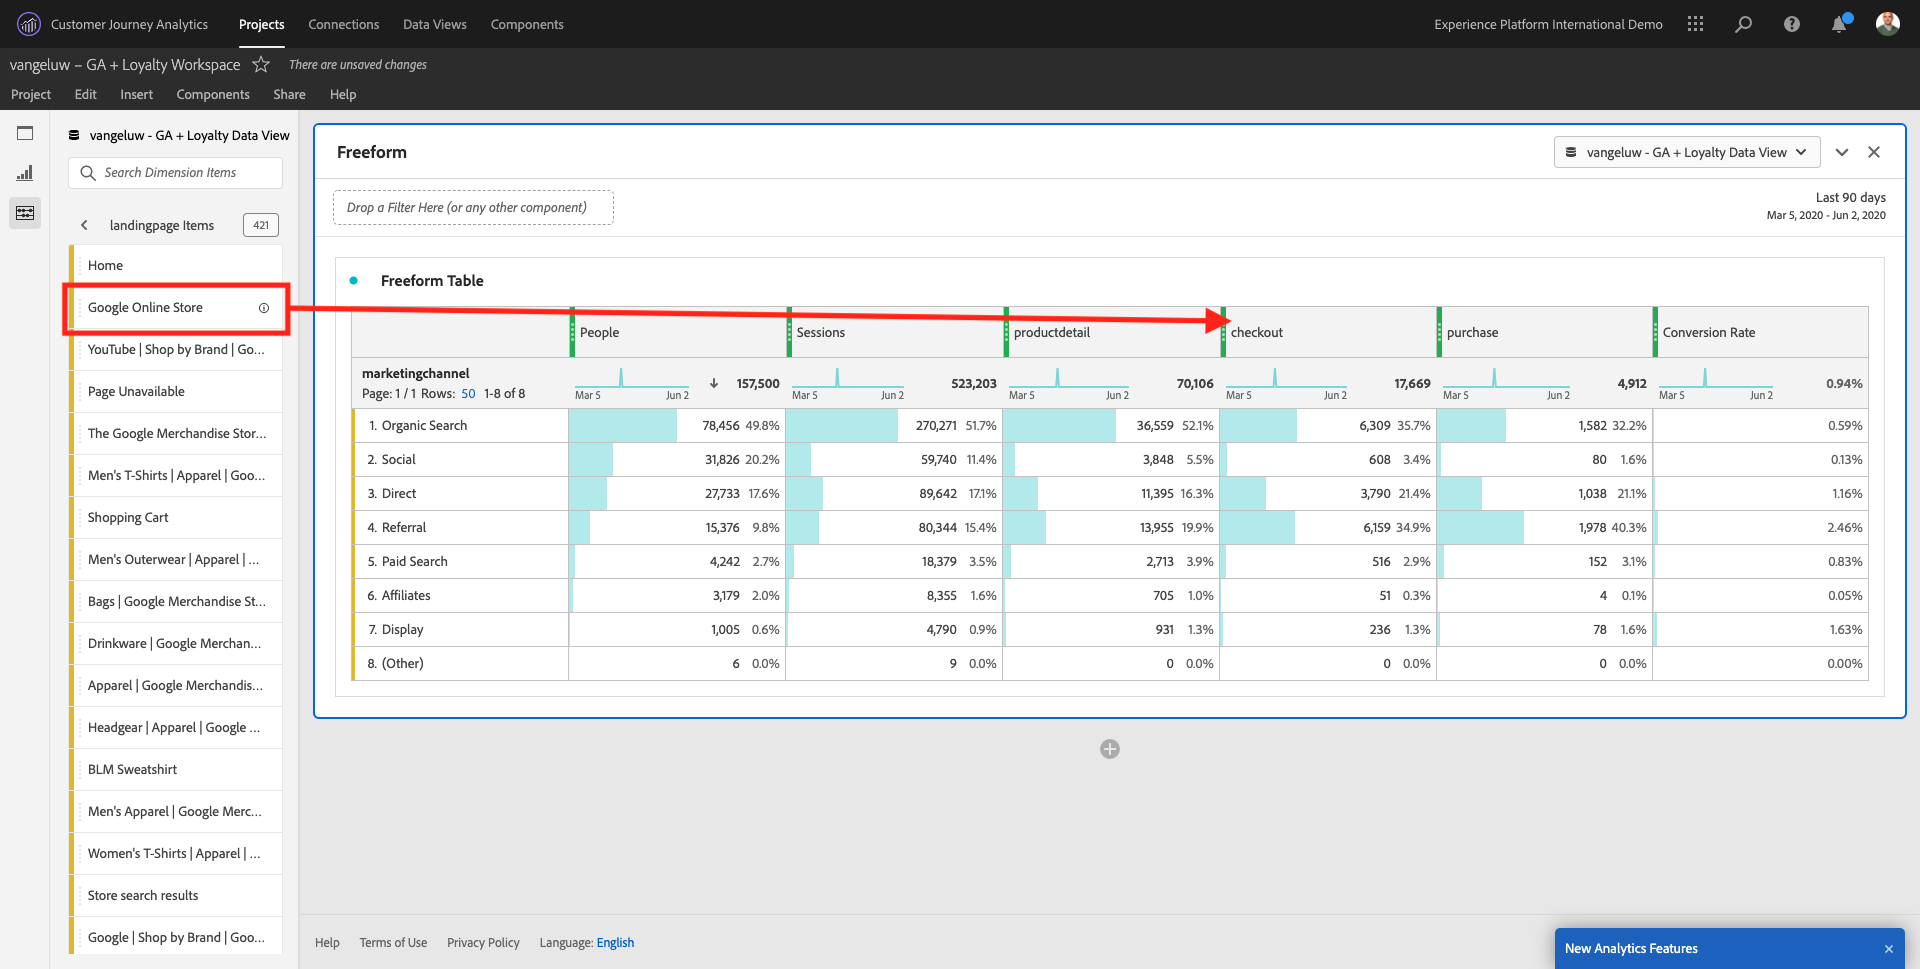 Customer Journey Analytics Projects Connections Data Views Components Experience Platform International Demo
vangeluw – GA + Loyalty Workspace There are unsaved changes
Project Edit Insert Components Share Help
vangeluw - GA + Loyalty Data View
Search Dimension Items
landingpage Items 421
Home
Google Online Store
YouTube | Shop by Brand | Go...
Page Unavailable
The Google Merchandise Stor...
Men's T-Shirts | Apparel | Goo...
Shopping Cart
Men's Outerwear | Apparel | ...
Bags | Google Merchandise St...
Drinkware | Google Merchan...
Apparel | Google Merchandis...
Headgear | Apparel | Google ...
BLM Sweatshirt
Men's Apparel | Google Merc...
Women's T-Shirts | Apparel | ...
Store search results
Google | Shop by Brand | Goo...
Freeform vangeluw - GA + Loyalty Data View
Drop a Filter Here (or any other component)
Last 90 days
Mar 5, 2020 - Jun 2, 2020
Freeform Table
People Sessions productdetail checkout purchase Conversion Rate
marketingchannel
Page: 1 / 1 Rows: 50 1-8 of 8
Mar 5 Jun 2 157,500
Mar 5 Jun 2 523,203
Mar 5 Jun 2 70,106
Mar 5 Jun 2 17,669
Mar 5 Jun 2 4,912
Mar 5 Jun 2 0.94%
1. Organic Search 78,456 49.8% 270,271 51.7% 36,559 52.1% 6,309 35.7% 1,582 32.2% 0.59%
2. Social 31,826 20.2% 59,740 11.4% 3,848 5.5% 608 3.4% 80 1.6% 0.13%
3. Direct 27,733 17.6% 89,642 17.1% 11,395 16.3% 3,790 21.4% 1,038 21.1% 1.16%
4. Referral 15,376 9.8% 80,344 15.4% 13,955 19.9% 6,159 34.9% 1,978 40.3% 2.46%
5. Paid Search 4,242 2.7% 18,379 3.5% 2,713 3.9% 516 2.9% 152 3.1% 0.83%
6. Affiliates 3,179 2.0% 8,355 1.6% 705 1.0% 51 0.3% 4 0.1% 0.05%
7. Display 1,005 0.6% 4,790 0.9% 931 1.3% 236 1.3% 78 1.6% 1.63%
8. (Other) 6 0.0% 9 0.0% 0 0.0% 0 0.0% 0 0.0% 0.00%
Help Terms of Use Privacy Policy Language: English
New Analytics Features